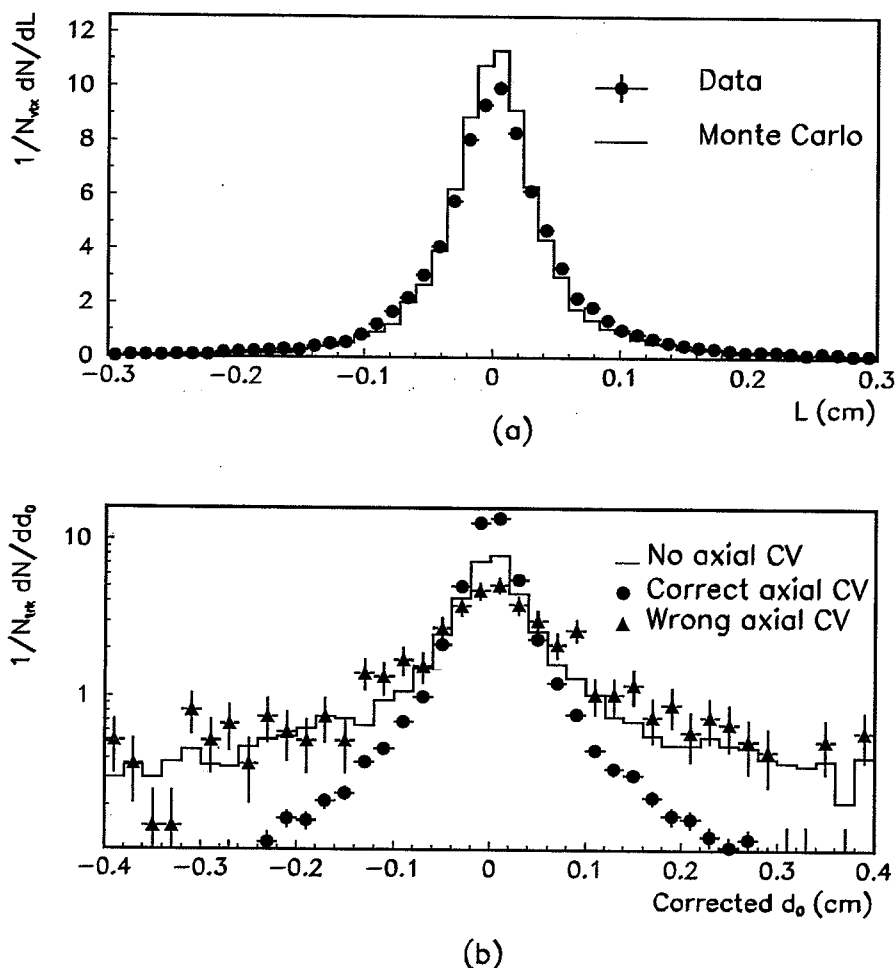 1/N_vtx dN/dL
12
10
8
6
4
2
0
Data
Monte Carlo
−0.3 −0.2 −0.1 0 0.1 0.2 0.3
L (cm)
(a)
1/N_trk dN/dd_0
10
1
No axial CV
Correct axial CV
Wrong axial CV
−0.4 −0.3 −0.2 −0.1 0 0.1 0.2 0.3 0.4
Corrected d_0 (cm)
(b)